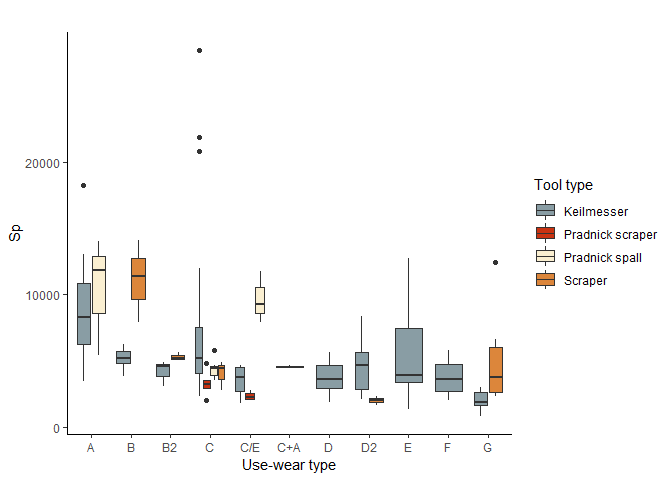 20000
10000
0
Sp
A B B2 C C/E C+A D D2 E F G
Use-wear type
Tool type
Keilmesser
Pradnick scraper
Pradnick spall
Scraper